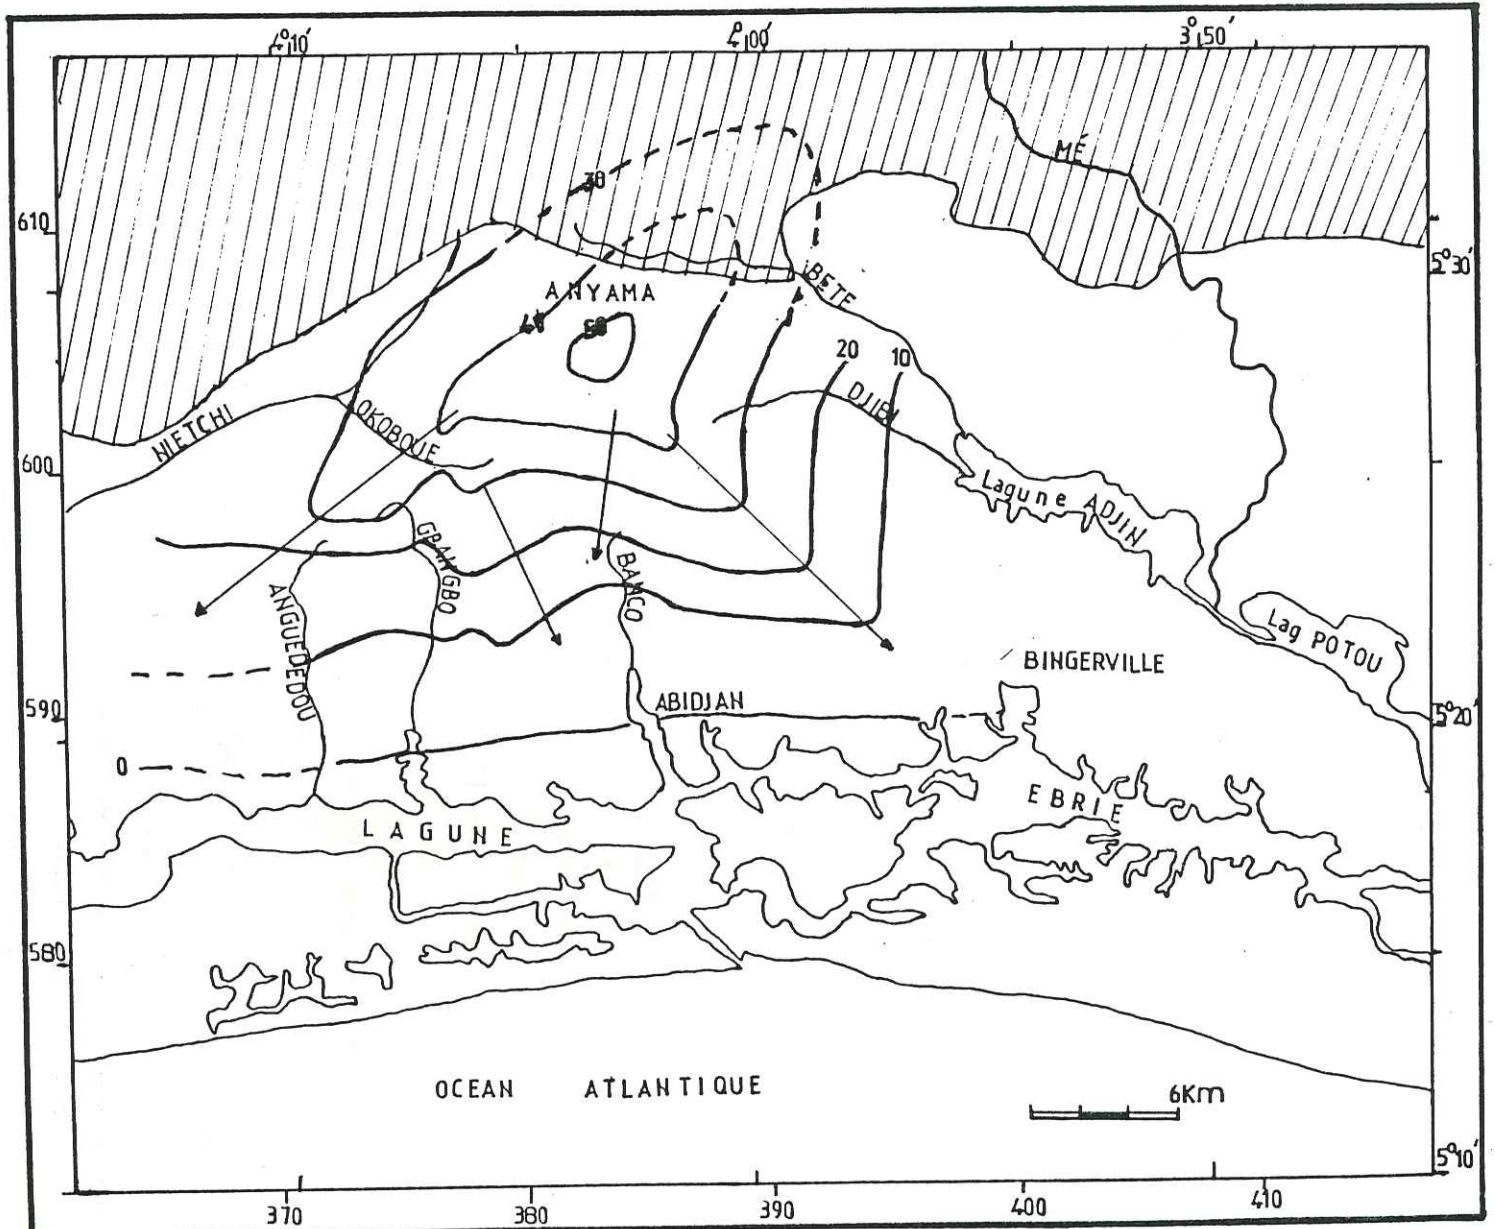 4°10' 4°00' 3°50'
MÉ
30
610
5°30'
BETE
ANYAMA
40
50
20 10
DJIBI
NIETCHI
OKOBOUE
600
Lagune ADJIN
GBANGBO
BANCO
ANGUEDEDOU
Lag POTOU
BINGERVILLE
590
ABIDJAN
5°20'
0
EBRIE
LAGUNE
580
OCEAN ATLANTIQUE
6Km
5°10'
370 380 390 400 410